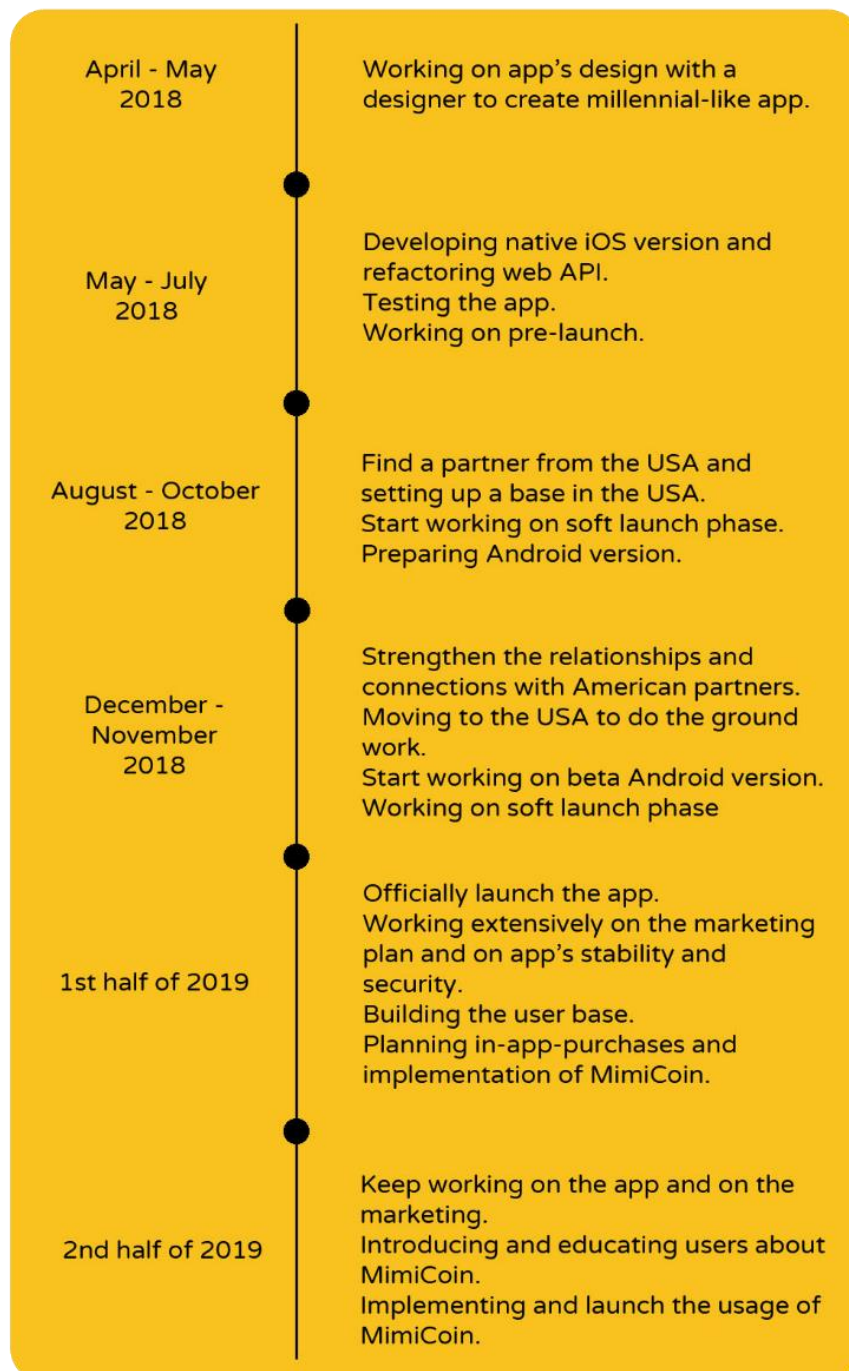 April - May
2018
Working on app’s design with a
designer to create millennial-like app.
May - July
2018
Developing native iOS version and
refactoring web API.
Testing the app.
Working on pre-launch.
August - October
2018
Find a partner from the USA and
setting up a base in the USA.
Start working on soft launch phase.
Preparing Android version.
December -
November
2018
Strengthen the relationships and
connections with American partners.
Moving to the USA to do the ground
work.
Start working on beta Android version.
Working on soft launch phase
1st half of 2019
Officially launch the app.
Working extensively on the marketing
plan and on app’s stability and
security.
Building the user base.
Planning in-app-purchases and
implementation of MimiCoin.
2nd half of 2019
Keep working on the app and on the
marketing.
Introducing and educating users about
MimiCoin.
Implementing and launch the usage of
MimiCoin.